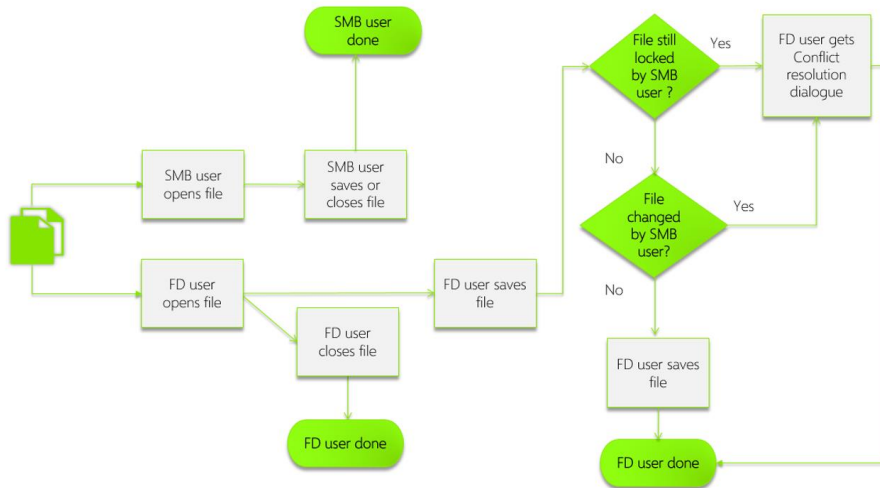 SMB user
done
File still
locked
by SMB
user ?
Yes
FD user gets
Conflict
resolution
dialogue
SMB user
opens file
SMB user
saves or
closes file
No
File
changed
by SMB
user?
Yes
FD user
opens file
FD user saves
file
No
FD user
closes file
FD user saves
file
FD user done
FD user done